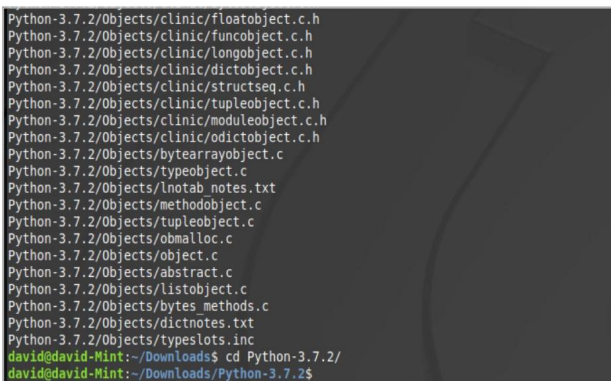 Python-3.7.2/Objects/clinic/floatobject.c.h
Python-3.7.2/Objects/clinic/funcobject.c.h
Python-3.7.2/Objects/clinic/longobject.c.h
Python-3.7.2/Objects/clinic/dictobject.c.h
Python-3.7.2/Objects/clinic/structseq.c.h
Python-3.7.2/Objects/clinic/tupleobject.c.h
Python-3.7.2/Objects/clinic/moduleobject.c.h
Python-3.7.2/Objects/clinic/odictobject.c.h
Python-3.7.2/Objects/bytearrayobject.c
Python-3.7.2/Objects/typeobject.c
Python-3.7.2/Objects/lnotab_notes.txt
Python-3.7.2/Objects/methodobject.c
Python-3.7.2/Objects/tupleobject.c
Python-3.7.2/Objects/obmalloc.c
Python-3.7.2/Objects/object.c
Python-3.7.2/Objects/abstract.c
Python-3.7.2/Objects/listobject.c
Python-3.7.2/Objects/bytes_methods.c
Python-3.7.2/Objects/dictnotes.txt
Python-3.7.2/Objects/typeslots.inc
david@david-Mint:~/Downloads$ cd Python-3.7.2/
david@david-Mint:~/Downloads/Python-3.7.2$